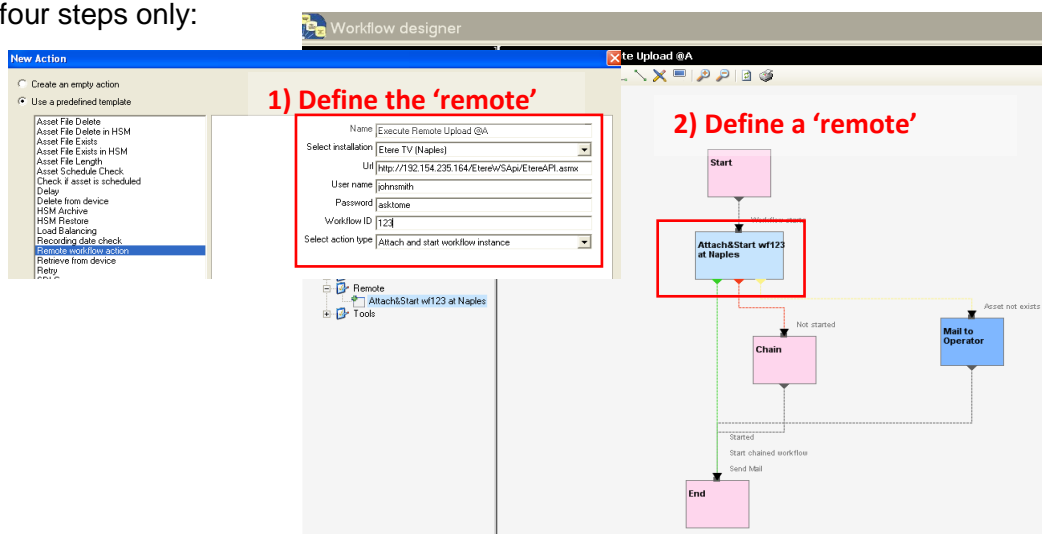 four steps only:
Workflow designer
New Action
te Upload @A
Create an empty action
Use a predefined template
1) Define the ‘remote’
2) Define a ‘remote’
Asset File Delete
Asset File Delete in HSM
Asset File Exists
Asset File Exists in HSM
Asset File Length
Asset Schedule Check
Check if asset is scheduled
Delay
Delete from device
HSM Archive
HSM Restore
Load Balancing
Recording date check
Remote workflow action
Retrieve from device
Retry
Name Execute Remote Upload @A
Select installation Etere TV (Naples)
Url http://192.154.235.164/EtereWSApi/EtereAPI.asmx
User name johnsmith
Password asktome
Workflow ID 123
Select action type Attach and start workflow instance
Remote
Attach&Start wf123 at Naples
Tools
Start
Workflow starts
Attach&Start wf123
at Naples
Asset not exists
Not started
Mail to
Operator
Chain
Started
Start chained workflow
Send Mail
End